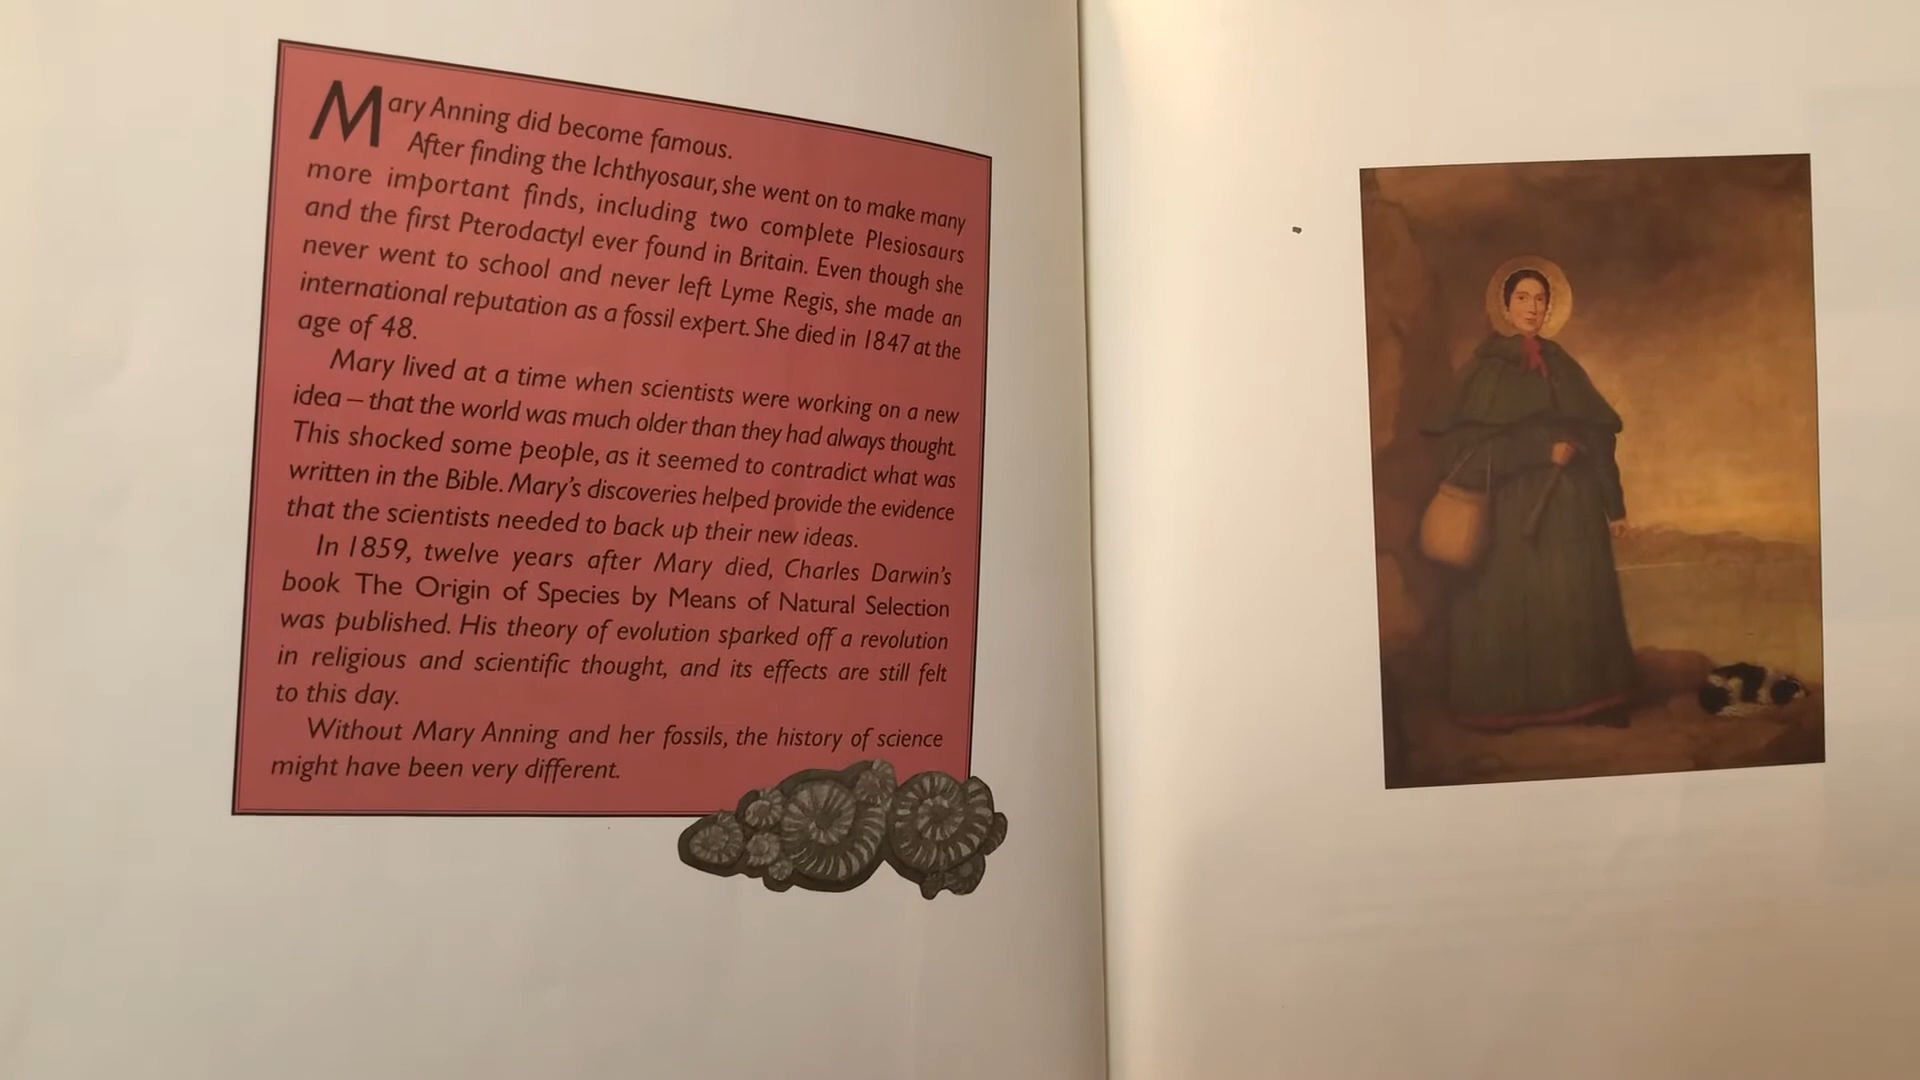 Mary Anning did become famous.
After finding the Ichthyosaur, she went on to make many
more important finds, including two complete Plesiosaurs
and the first Pterodactyl ever found in Britain. Even though she
never went to school and never left Lyme Regis, she made an
international reputation as a fossil expert. She died in 1847 at the
age of 48.
Mary lived at a time when scientists were working on a new
idea – that the world was much older than they had always thought.
This shocked some people, as it seemed to contradict what was
written in the Bible. Mary's discoveries helped provide the evidence
that the scientists needed to back up their new ideas.
In 1859, twelve years after Mary died, Charles Darwin's
book The Origin of Species by Means of Natural Selection
was published. His theory of evolution sparked off a revolution
in religious and scientific thought, and its effects are still felt
to this day.
Without Mary Anning and her fossils, the history of science
might have been very different.